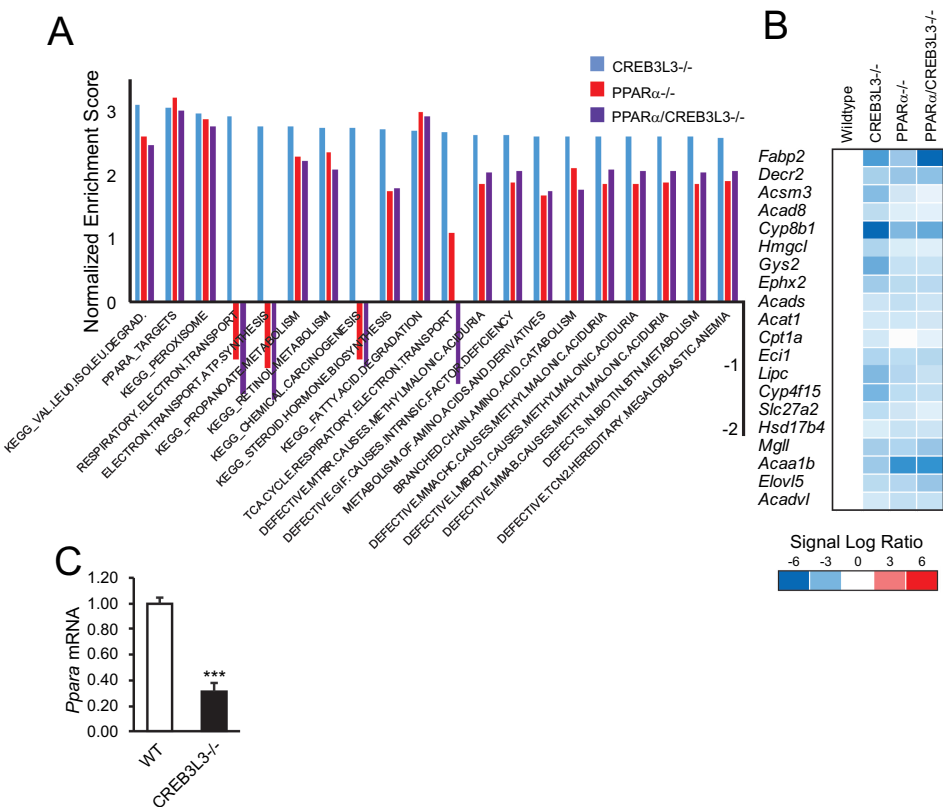 A
CREB3L3-/-
PPARα-/-
PPARα/CREB3L3-/-
Normalized Enrichment Score
3
2
1
0
-1
-2
KEGG_VAL.LEU0.ISOLEU.DEGRAD.
PPARA_TARGETS
KEGG_PEROXISOME
RESPIRATORY.ELECTRON.TRANSPORT
ELECTRON.TRANSPORT.ATP.SYNTHESIS
KEGG_PROPANOATE.METABOLISM
KEGG_RETINOL.METABOLISM
KEGG_CHEMICAL.CARCINOGENESIS
KEGG_STEROID.HORMONE.BIOSYNTHESIS
KEGG_FATTY.ACID.DEGRADATION
TCA.CYCLE.RESPIRATORY.ELECTRON.TRANSPORT
DEFECTIVE.MTRR.CAUSES.METHYLMALONIC.ACIDURIA
DEFECTIVE.GIF.CAUSES.INTRINSIC.FACTOR.DEFICIENCY
METABOLISM.OF.AMINO.ACIDS.AND.DERIVATIVES
BRANCHED.CHAIN.AMINO.ACID.CATABOLISM
DEFECTIVE.MMACHC.CAUSES.METHYLMALONIC.ACIDURIA
DEFECTIVE.LMBRD1.CAUSES.METHYLMALONIC.ACIDURIA
DEFECTIVE.MMAB.CAUSES.METHYLMALONIC.ACIDURIA
DEFECTS.IN.BIOTIN.BTN.METABOLISM
DEFECTIVE.TCN2.HEREDITARY.MEGALOBLASTIC.ANEMIA
B
Wildtype
CREB3L3-/-
PPARα-/-
PPARα/CREB3L3-/-
Fabp2
Decr2
Acsm3
Acad8
Cyp8b1
Hmgcl
Gys2
Ephx2
Acads
Acat1
Cpt1a
Eci1
Lipc
Cyp4f15
Slc27a2
Hsd17b4
Mgll
Acaa1b
Elovl5
Acadvl
Signal Log Ratio
-6 -3 0 3 6
C
Ppara mRNA
1.20
1.00
0.80
0.60
0.40
0.20
0.00
***
WT
CREB3L3-/-